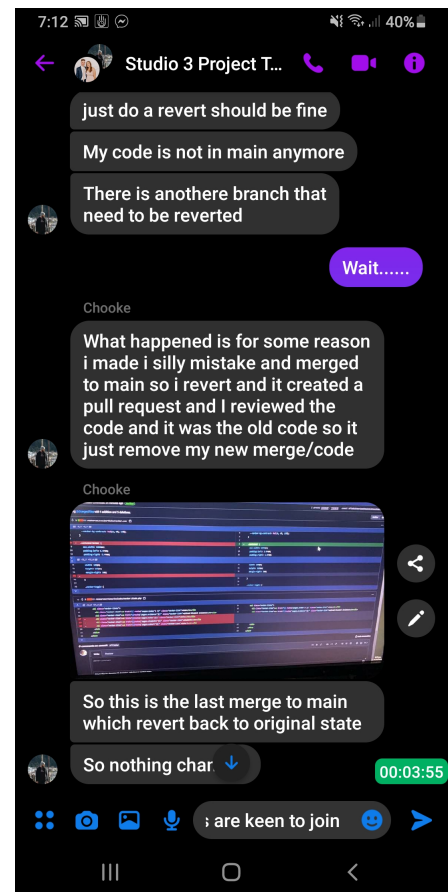 7:12
40%
Studio 3 Project T...
just do a revert should be fine
My code is not in main anymore
There is anothere branch that
need to be reverted
Wait......
Chooke
What happened is for some reason
i made i silly mistake and merged
to main so i revert and it created a
pull request and I reviewed the
code and it was the old code so it
just remove my new merge/code
Chooke
So this is the last merge to main
which revert back to original state
So nothing
00:03:55
are keen to join